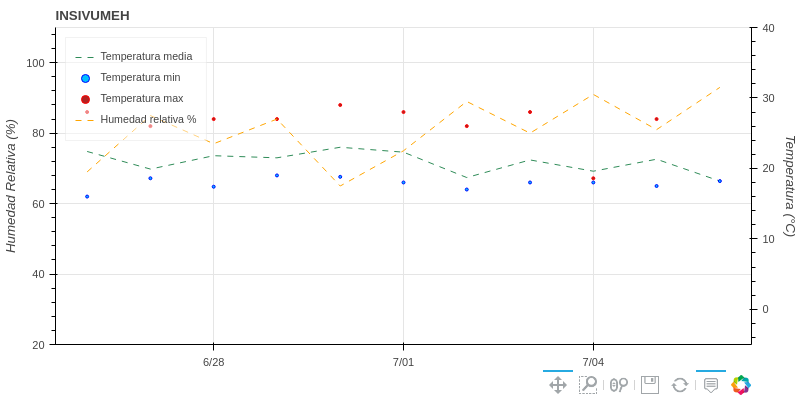 INSIVUMEH
Temperatura media
Temperatura min
Temperatura max
Humedad relativa %
Humedad Relativa (%)
100
80
60
40
20
Temperatura (°C)
40
30
20
10
0
6/28
7/01
7/04